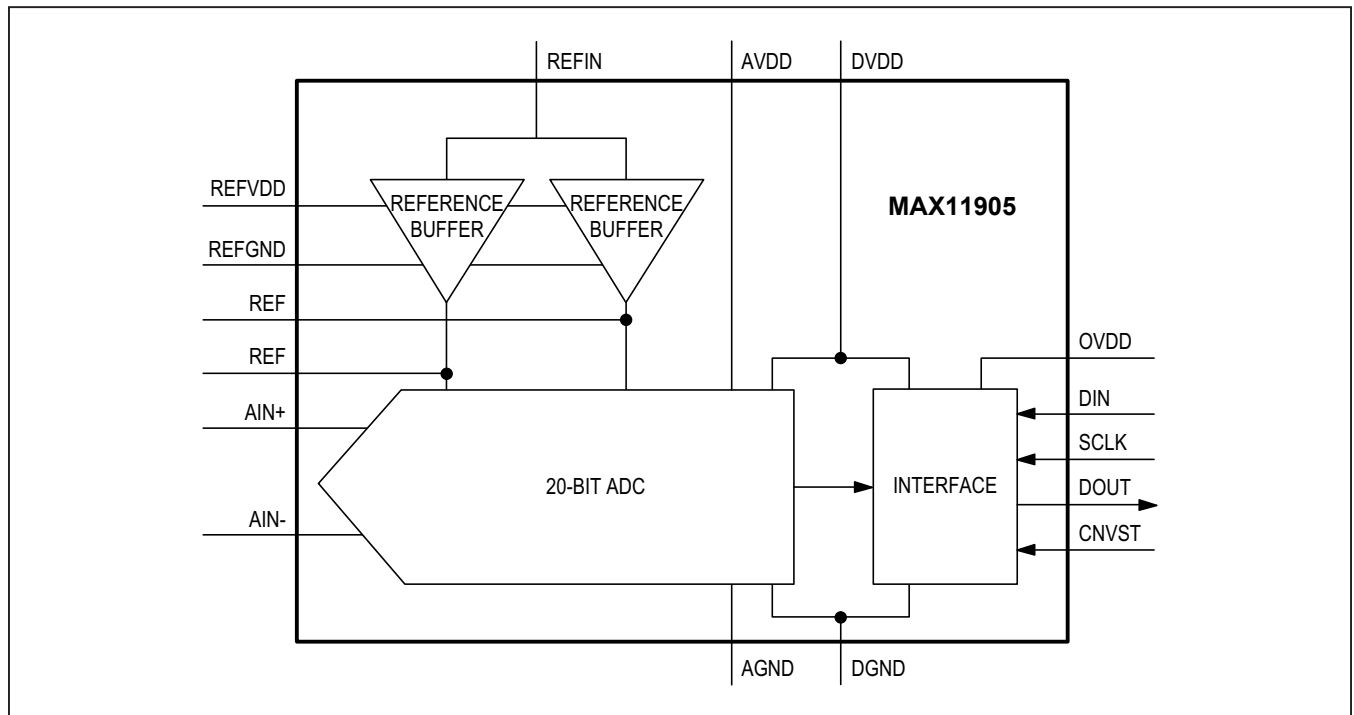 REFIN
AVDD
DVDD
REFVDD
REFERENCE
BUFFER
REFERENCE
BUFFER
MAX11905
REFGND
REF
REF
OVDD
AIN+
DIN
SCLK
20-BIT ADC
INTERFACE
DOUT
AIN-
CNVST
AGND
DGND